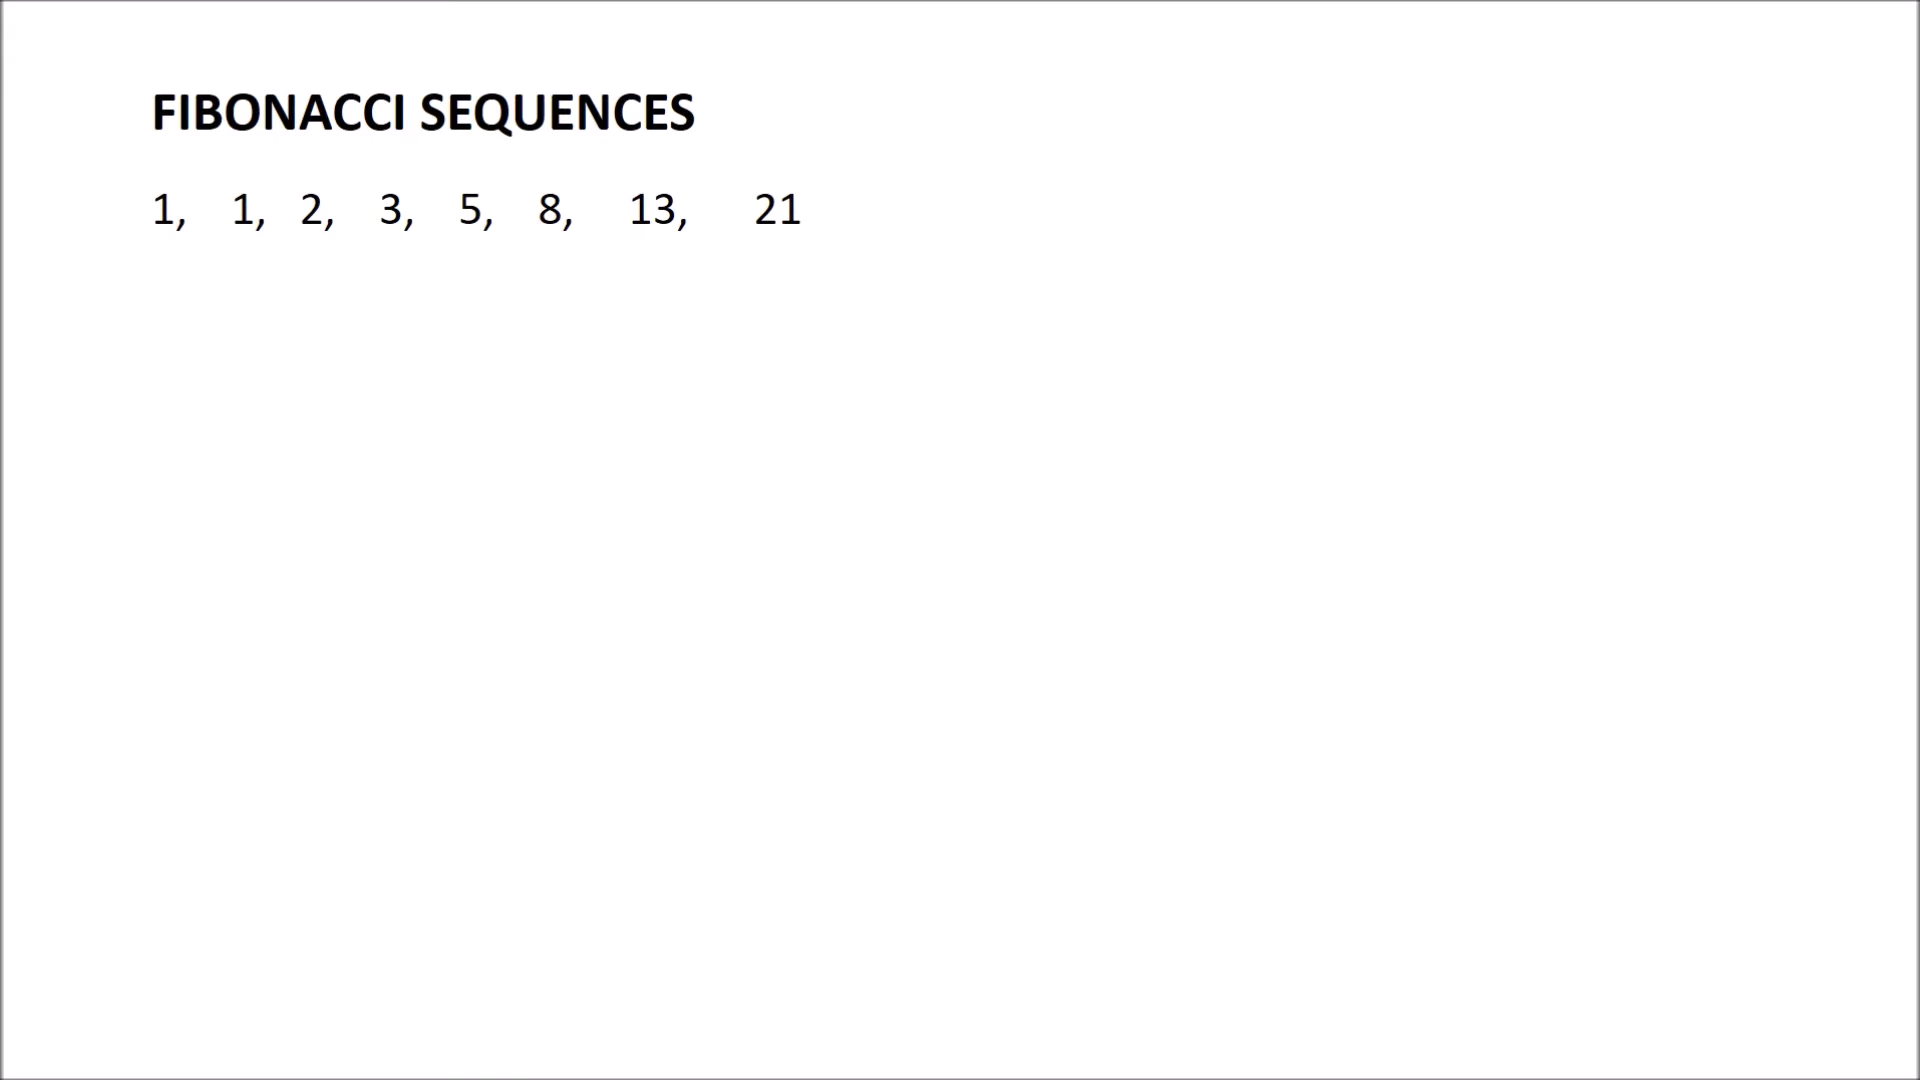 FIBONACCI SEQUENCES
1, 1, 2, 3, 5, 8, 13, 21